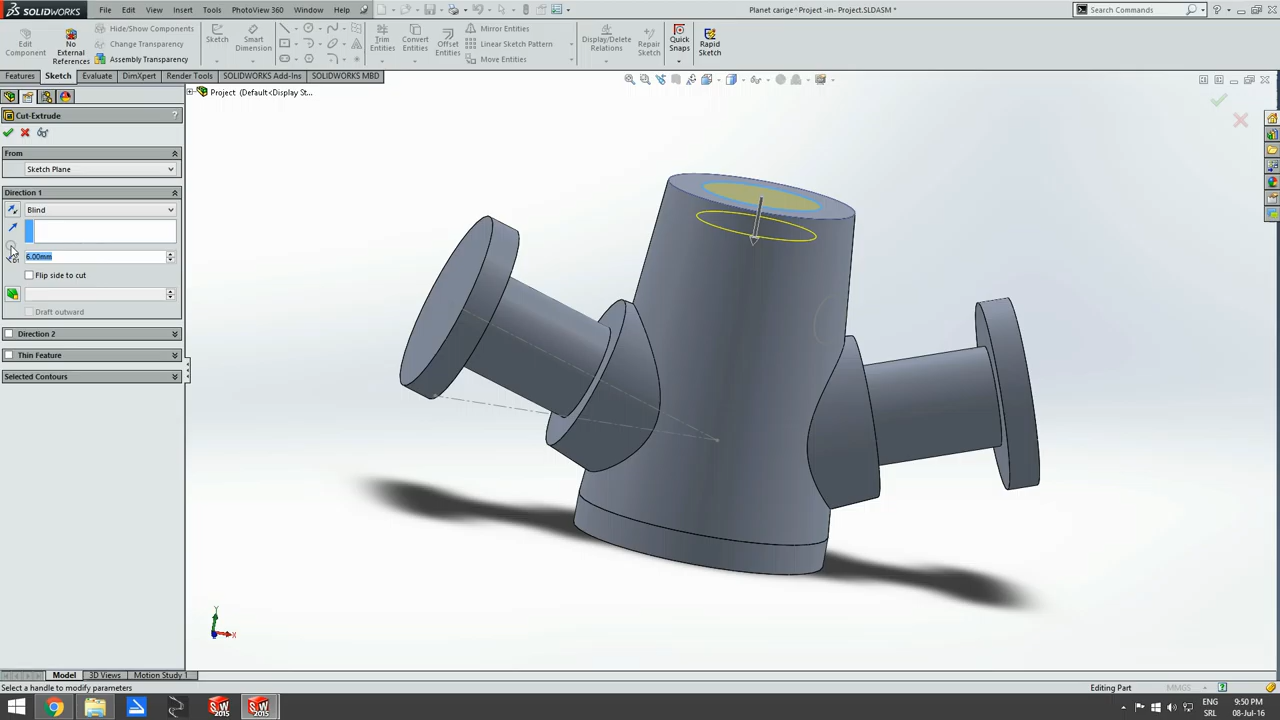 SOLIDWORKS File Edit View Insert Tools PhotoView 360 Window Help Planet carige^ Project -in- Project.SLDASM * Search Commands
Edit Component
No External References
Hide/Show Components
Change Transparency
Assembly Transparency
Sketch
Smart Dimension
Trim Entities
Convert Entities
Offset Entities
Mirror Entities
Linear Sketch Pattern
Move Entities
Display/Delete Relations
Repair Sketch
Quick Snaps
Rapid Sketch
Features Sketch Evaluate DimXpert Render Tools SOLIDWORKS Add-Ins SOLIDWORKS MBD
Project (Default<Display St...
Cut-Extrude ?
From
Sketch Plane
Direction 1
Blind
6.00mm
Flip side to cut
Draft outward
Direction 2
Thin Feature
Selected Contours
Y
X
Model 3D Views Motion Study 1
Select a handle to modify parameters Editing Part MMGS
2015 2015 ENG 9:50 PM
SRL 08-Jul-16